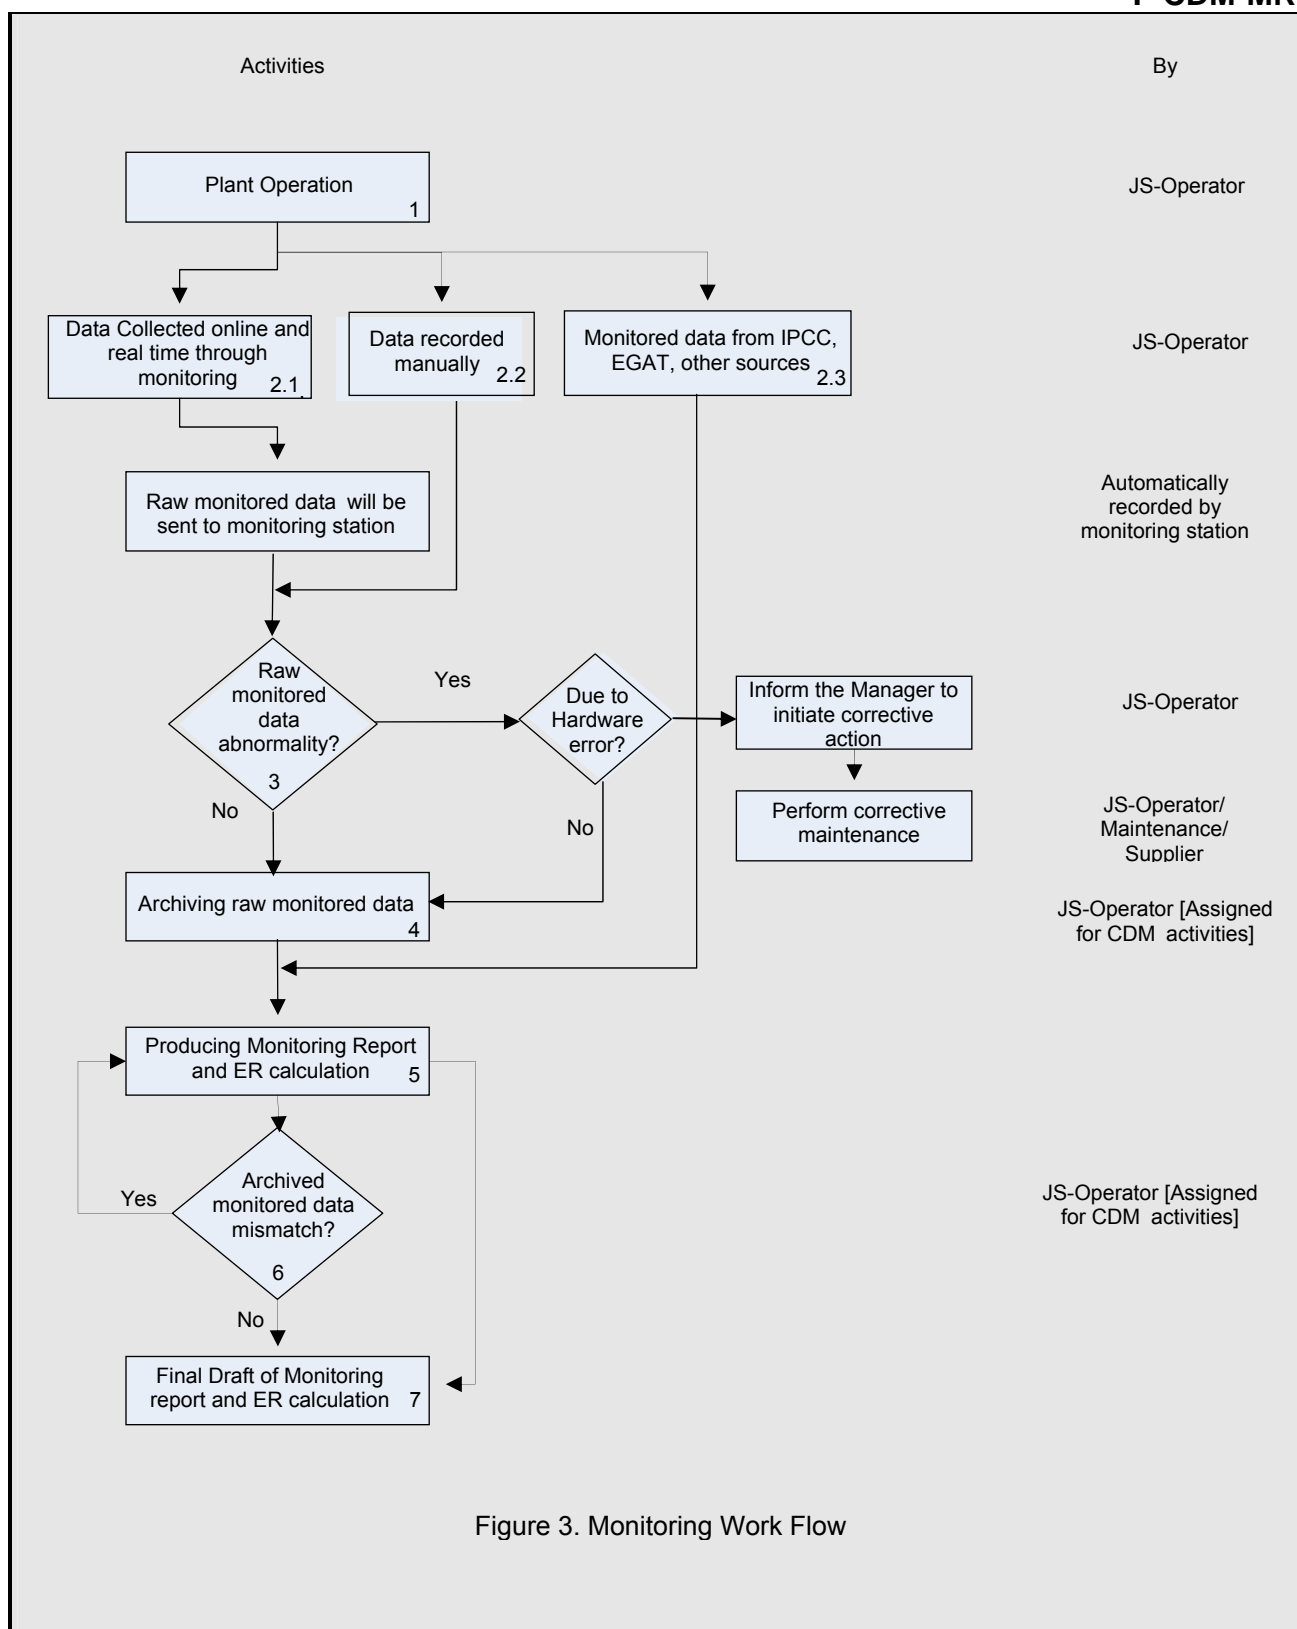 Activities
By
Plant Operation
1
JS-Operator
Data Collected online and
real time through
monitoring
2.1.
Data recorded
manually
2.2
Monitored data from IPCC,
EGAT, other sources
2.3
JS-Operator
Raw monitored data will be
sent to monitoring station
Automatically
recorded by
monitoring station
Raw
monitored
data
abnormality?
3
Yes
Due to
Hardware
error?
Inform the Manager to
initiate corrective
action
JS-Operator
No
No
Perform corrective
maintenance
JS-Operator/
Maintenance/
Supplier
Archiving raw monitored data
4
JS-Operator [Assigned
for CDM activities]
Producing Monitoring Report
and ER calculation
5
Archived
monitored data
mismatch?
6
Yes
JS-Operator [Assigned
for CDM activities]
No
Final Draft of Monitoring
report and ER calculation
7
Figure 3. Monitoring Work Flow